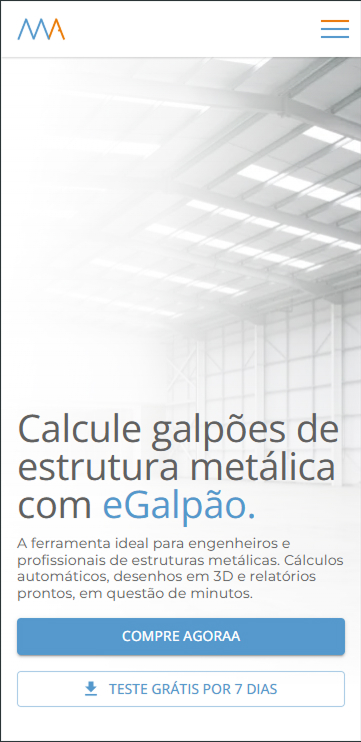 Calcule galpões de
estrutura metálica
com eGalpão.
A ferramenta ideal para engenheiros e
profissionais de estruturas metálicas. Cálculos
automáticos, desenhos em 3D e relatórios
prontos, em questão de minutos.
COMPRE AGORAA
TESTE GRÁTIS POR 7 DIAS